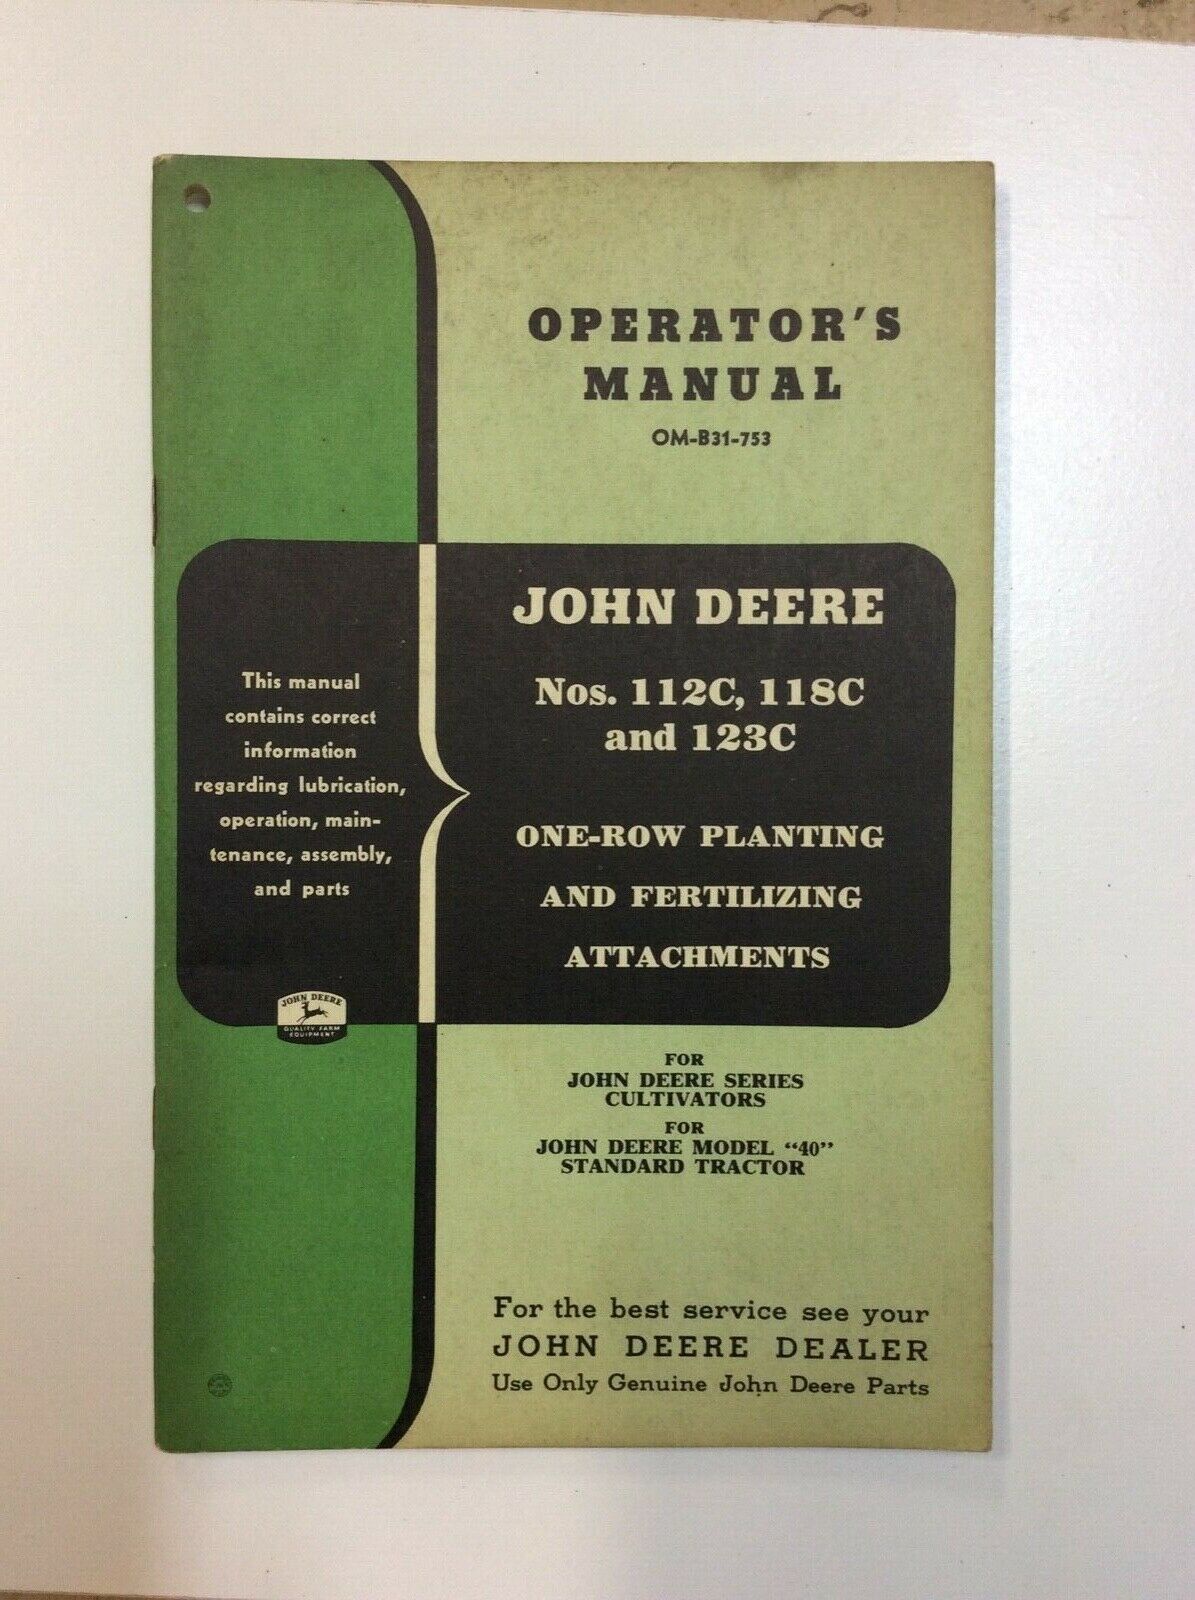 OPERATOR'S
MANUAL
OM-B31-753
This manual
contains correct
information
regarding lubrication,
operation, main-
tenance, assembly,
and parts
JOHN DEERE
QUALITY FARM
EQUIPMENT
JOHN DEERE
Nos. 112C, 118C
and 123C
ONE-ROW PLANTING
AND FERTILIZING
ATTACHMENTS
FOR
JOHN DEERE SERIES
CULTIVATORS
FOR
JOHN DEERE MODEL “40”
STANDARD TRACTOR
For the best service see your
JOHN DEERE DEALER
Use Only Genuine John Deere Parts